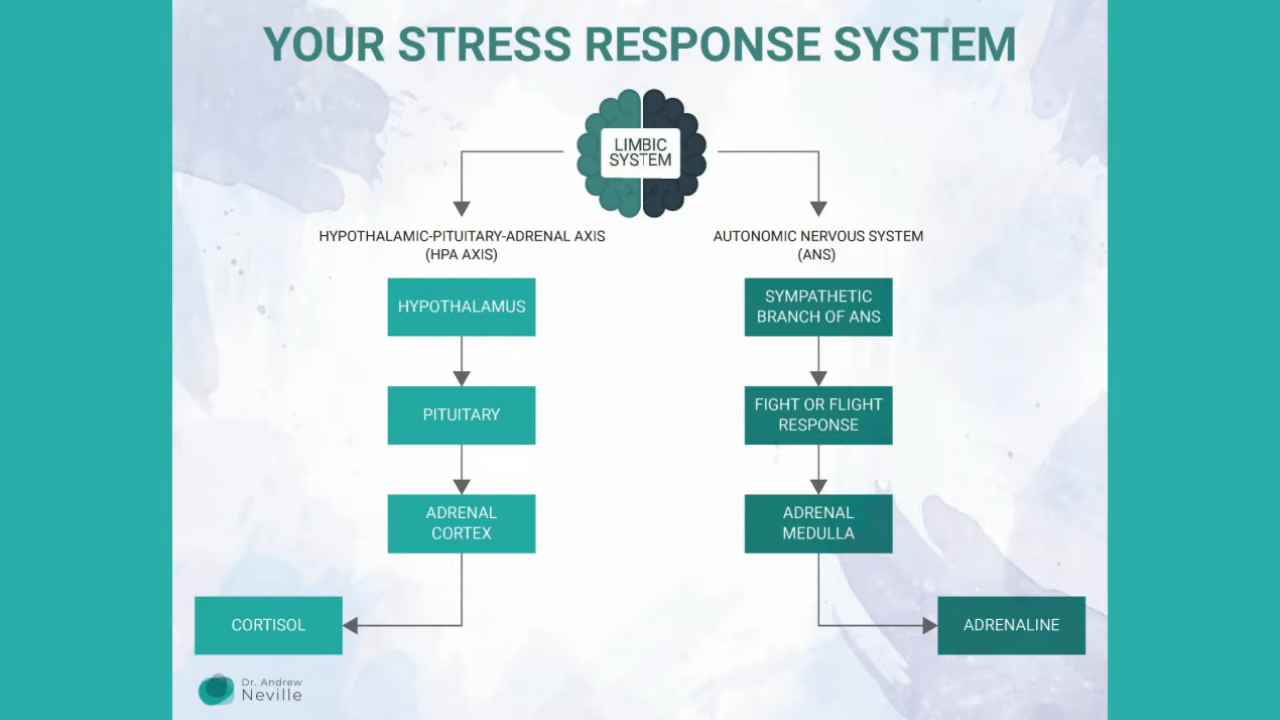 YOUR STRESS RESPONSE SYSTEM
LIMBIC
SYSTEM
HYPOTHALAMIC-PITUITARY-ADRENAL AXIS
(HPA AXIS)
HYPOTHALAMUS
PITUITARY
ADRENAL
CORTEX
CORTISOL
AUTONOMIC NERVOUS SYSTEM
(ANS)
SYMPATHETIC
BRANCH OF ANS
FIGHT OR FLIGHT
RESPONSE
ADRENAL
MEDULLA
ADRENALINE
Dr. Andrew
Neville